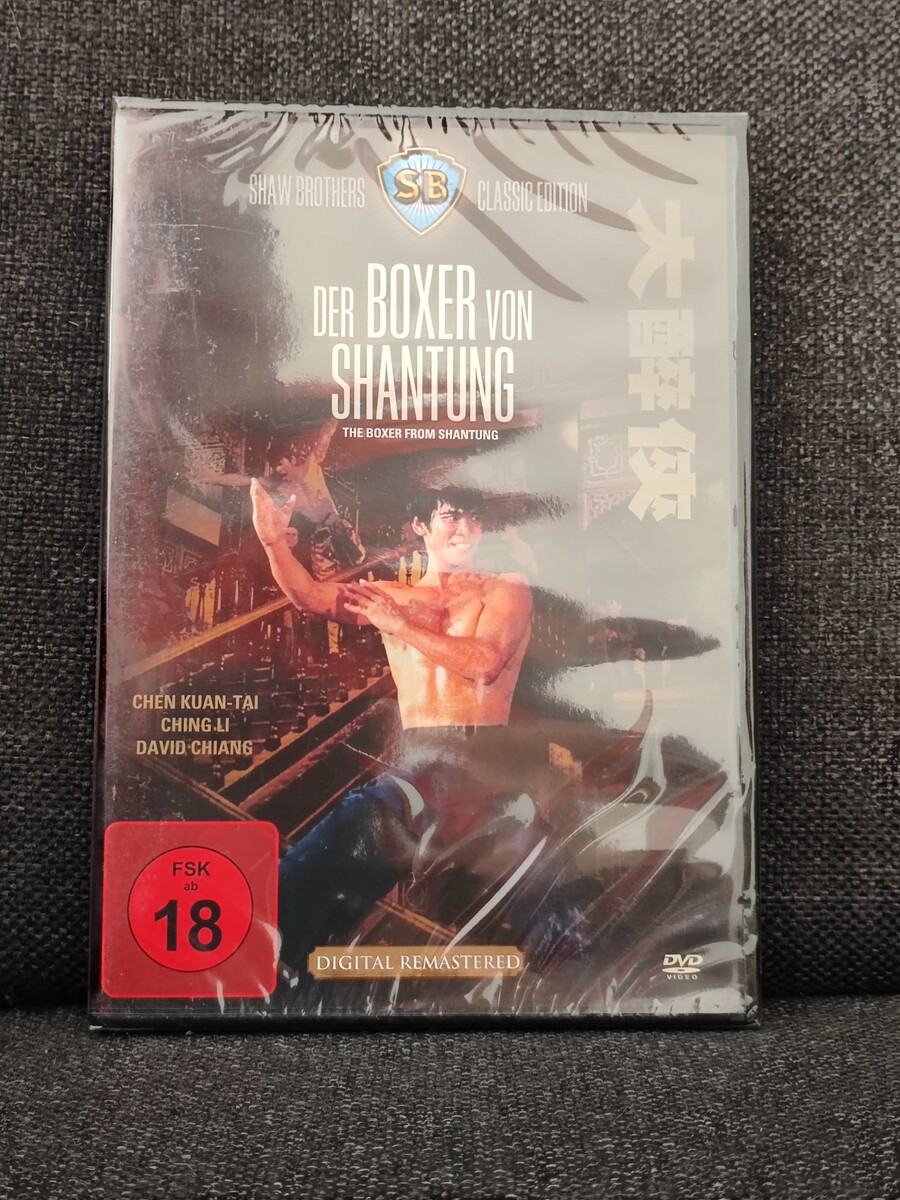 SHAW BROTHERS SB CLASSIC EDITION
大醉俠
DER BOXER VON
SHANTUNG
THE BOXER FROM SHANTUNG
CHEN KUAN-TAI
CHING LI
DAVID CHIANG
FSK
ab
18
DIGITAL REMASTERED
DVD
VIDEO